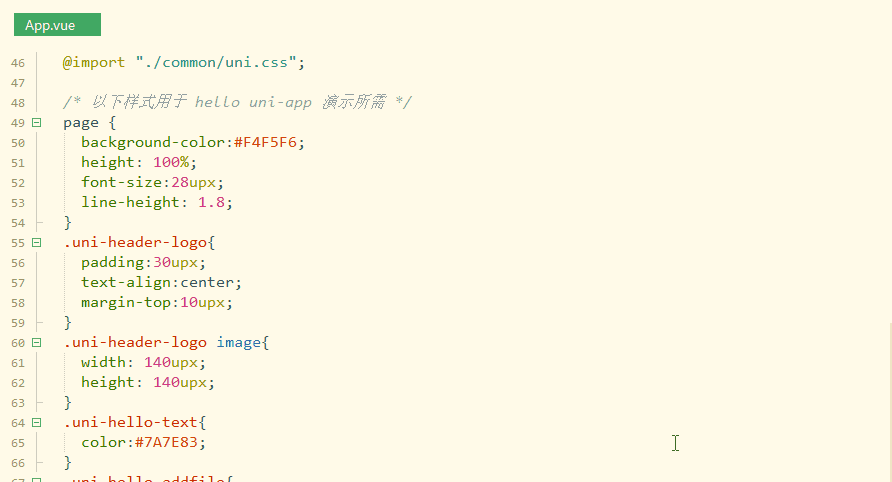 App.vue
46 @import "./common/uni.css";
47
48 /* 以下样式用于 hello uni-app 演示所需 */
49 page {
50 background-color:#F4F5F6;
51 height: 100%;
52 font-size:28upx;
53 line-height: 1.8;
54 }
55 .uni-header-logo{
56 padding:30upx;
57 text-align:center;
58 margin-top:10upx;
59 }
60 .uni-header-logo image{
61 width: 140upx;
62 height: 140upx;
63 }
64 .uni-hello-text{
65 color:#7A7E83;
66 }
67 .uni-hello-addfile{